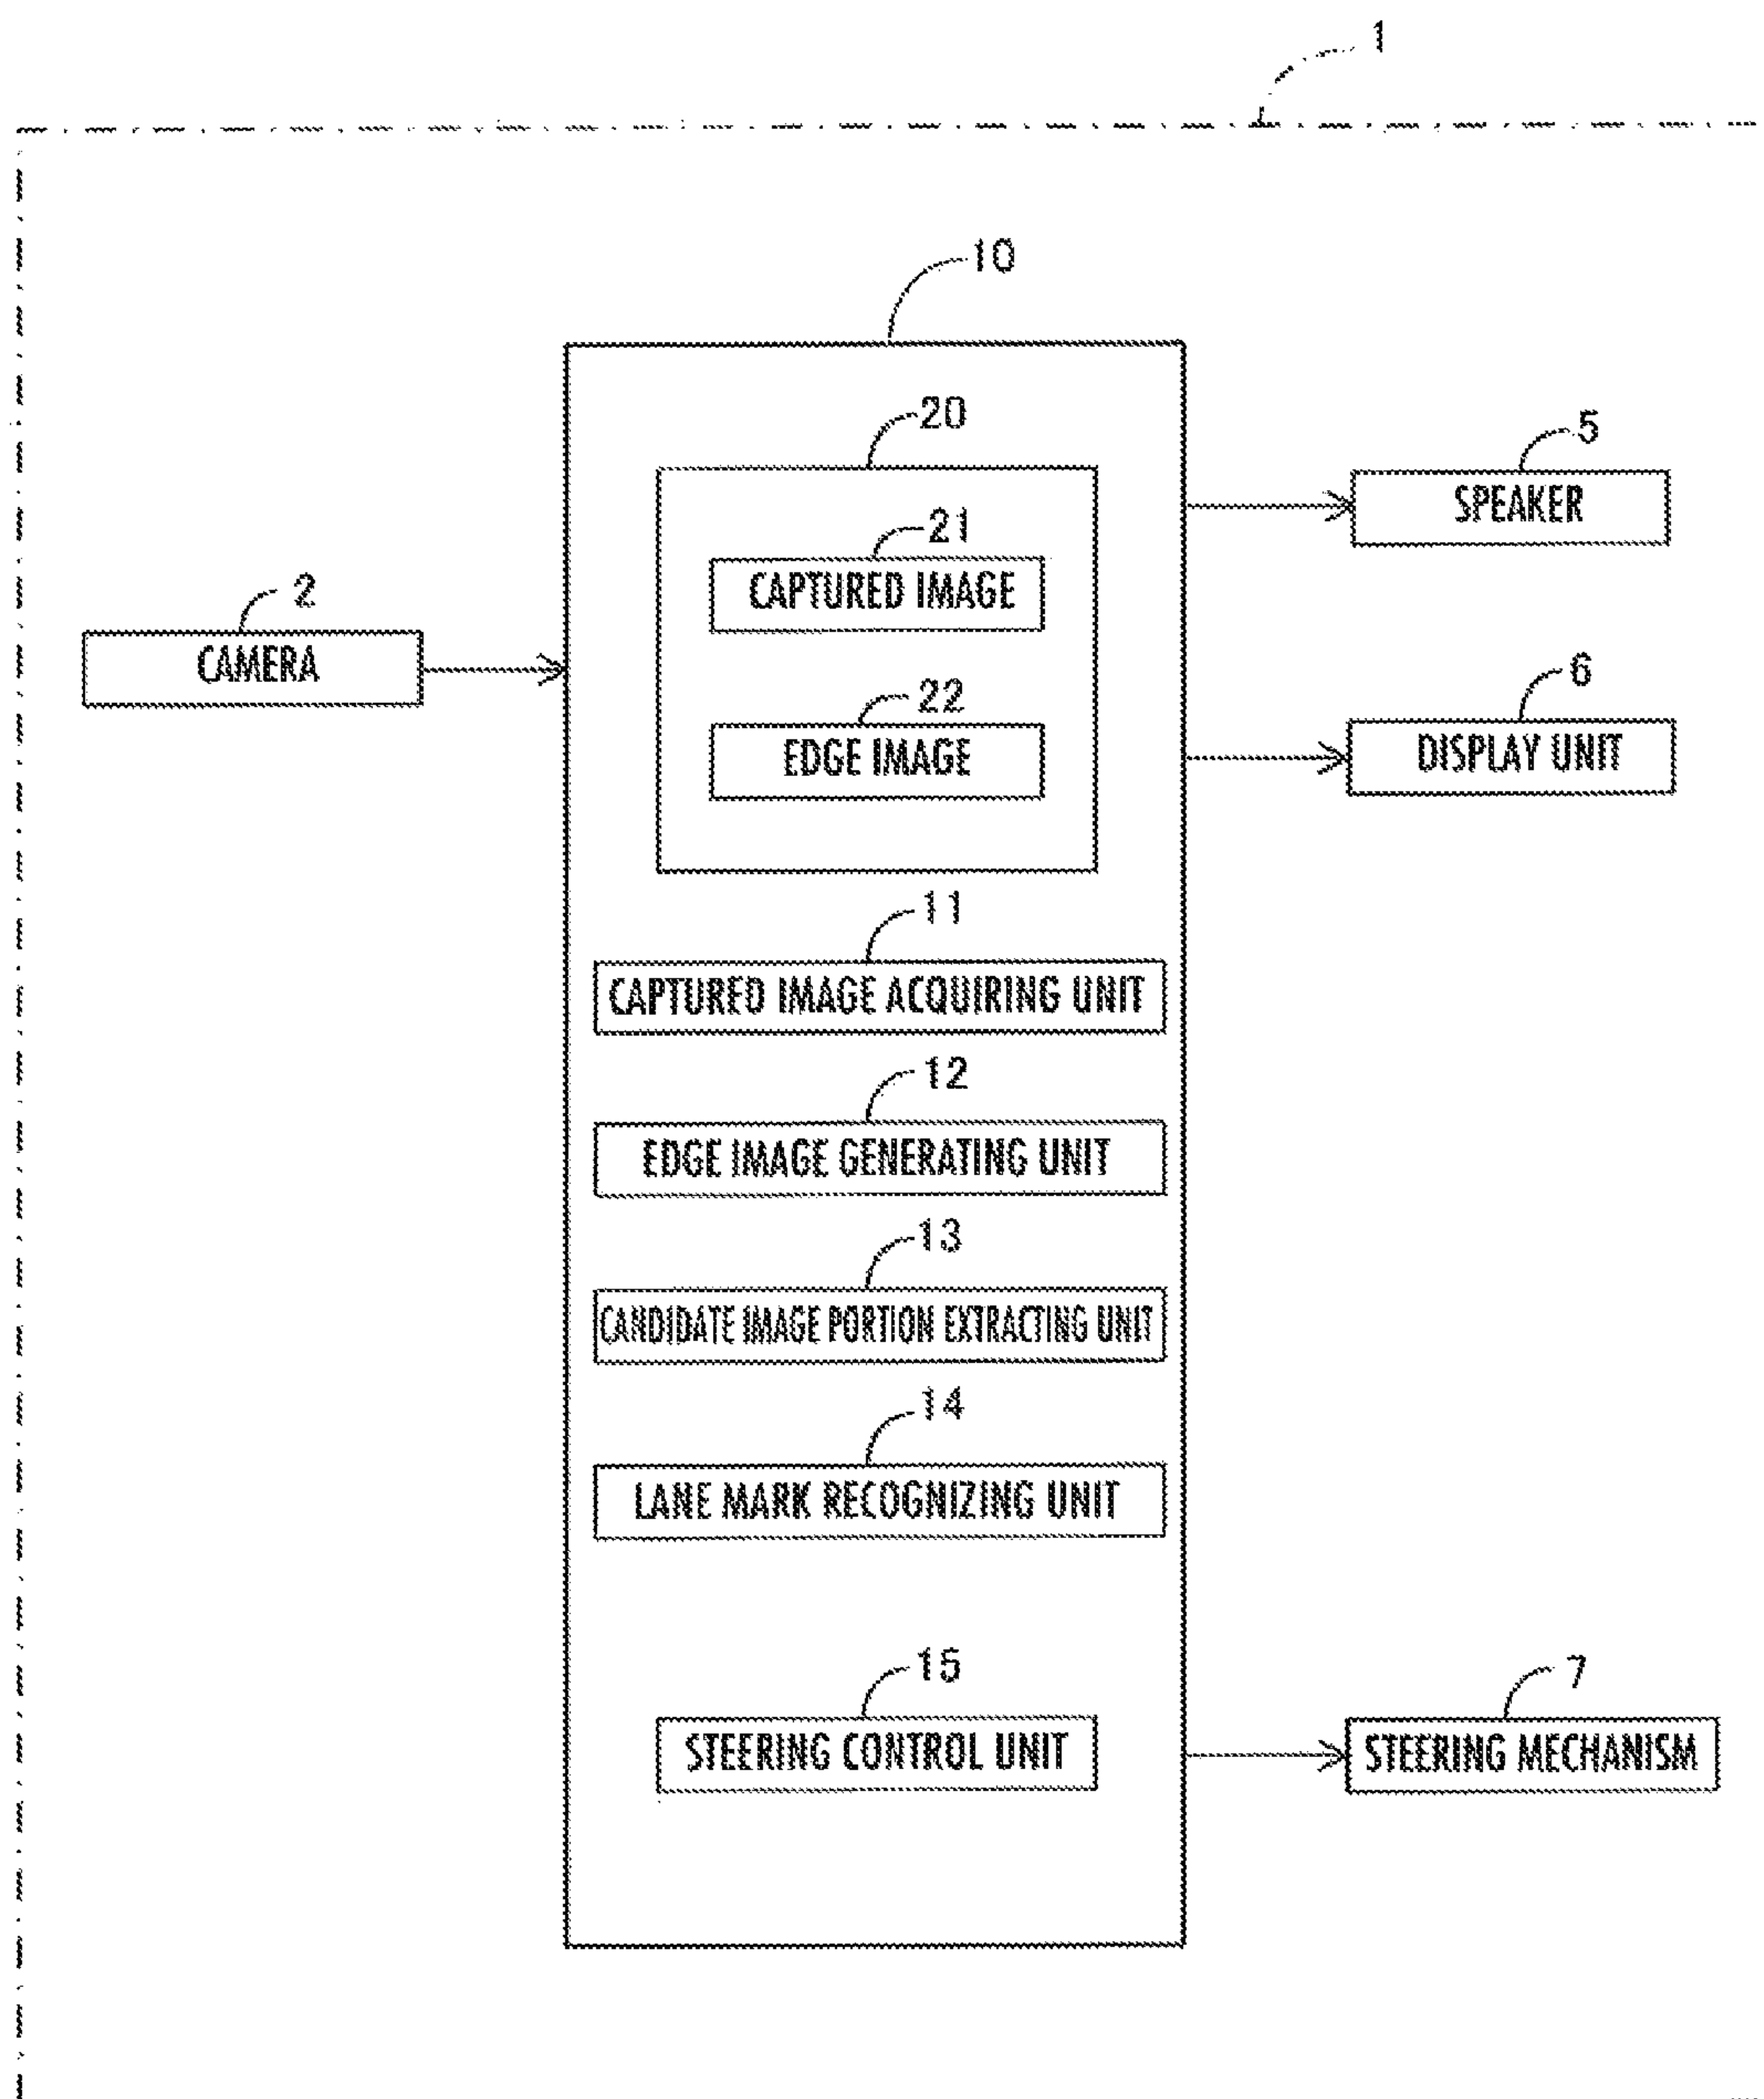 1
10
20
5
SPEAKER
21
CAPTURED IMAGE
2
CAMERA
6
DISPLAY UNIT
22
EDGE IMAGE
11
CAPTURED IMAGE ACQUIRING UNIT
12
EDGE IMAGE GENERATING UNIT
13
CANDIDATE IMAGE PORTION EXTRACTING UNIT
14
LANE MARK RECOGNIZING UNIT
15
STEERING CONTROL UNIT
7
STEERING MECHANISM